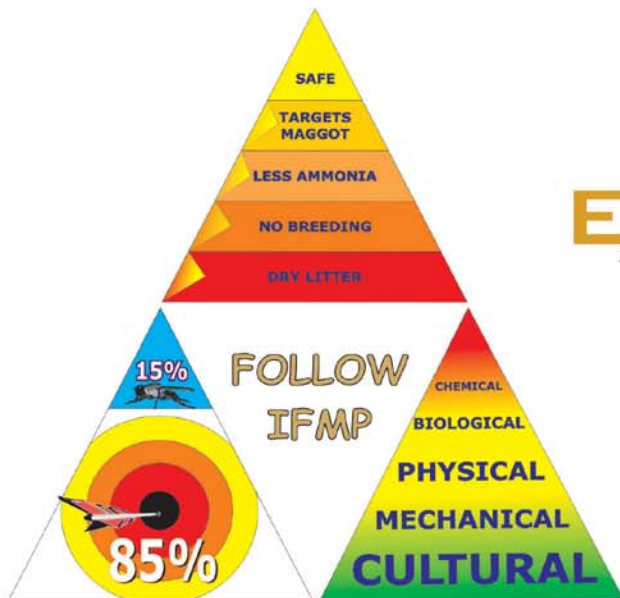 SAFE
TARGETS
MAGGOT
LESS AMMONIA
NO BREEDING
DRY LITTER
E
15%
FOLLOW
IFMP
85%
CHEMICAL
BIOLOGICAL
PHYSICAL
MECHANICAL
CULTURAL